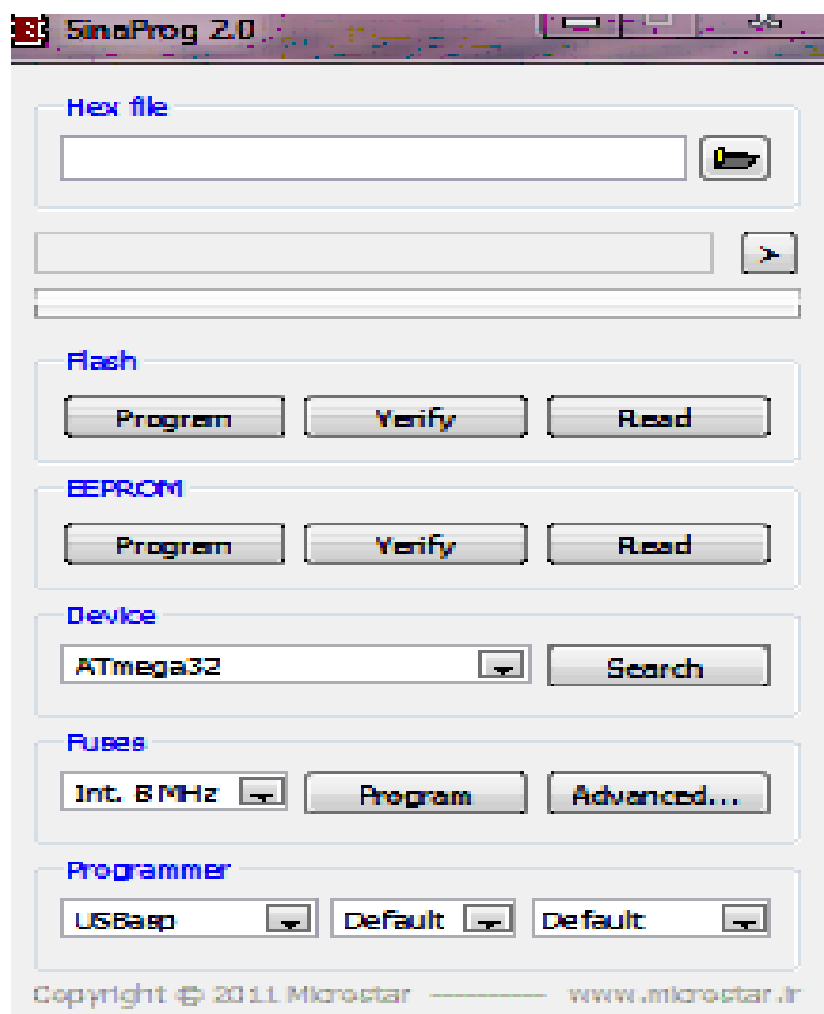 SinaProg 2.0
Hex file
>
Flash
Program Verify Read
EEPROM
Program Verify Read
Device
ATmega32 Search
Fuses
Int. 8 MHz Program Advanced...
Programmer
USBasp Default Default
Copyright © 2011 Microstar ---------- www.microstar.ir